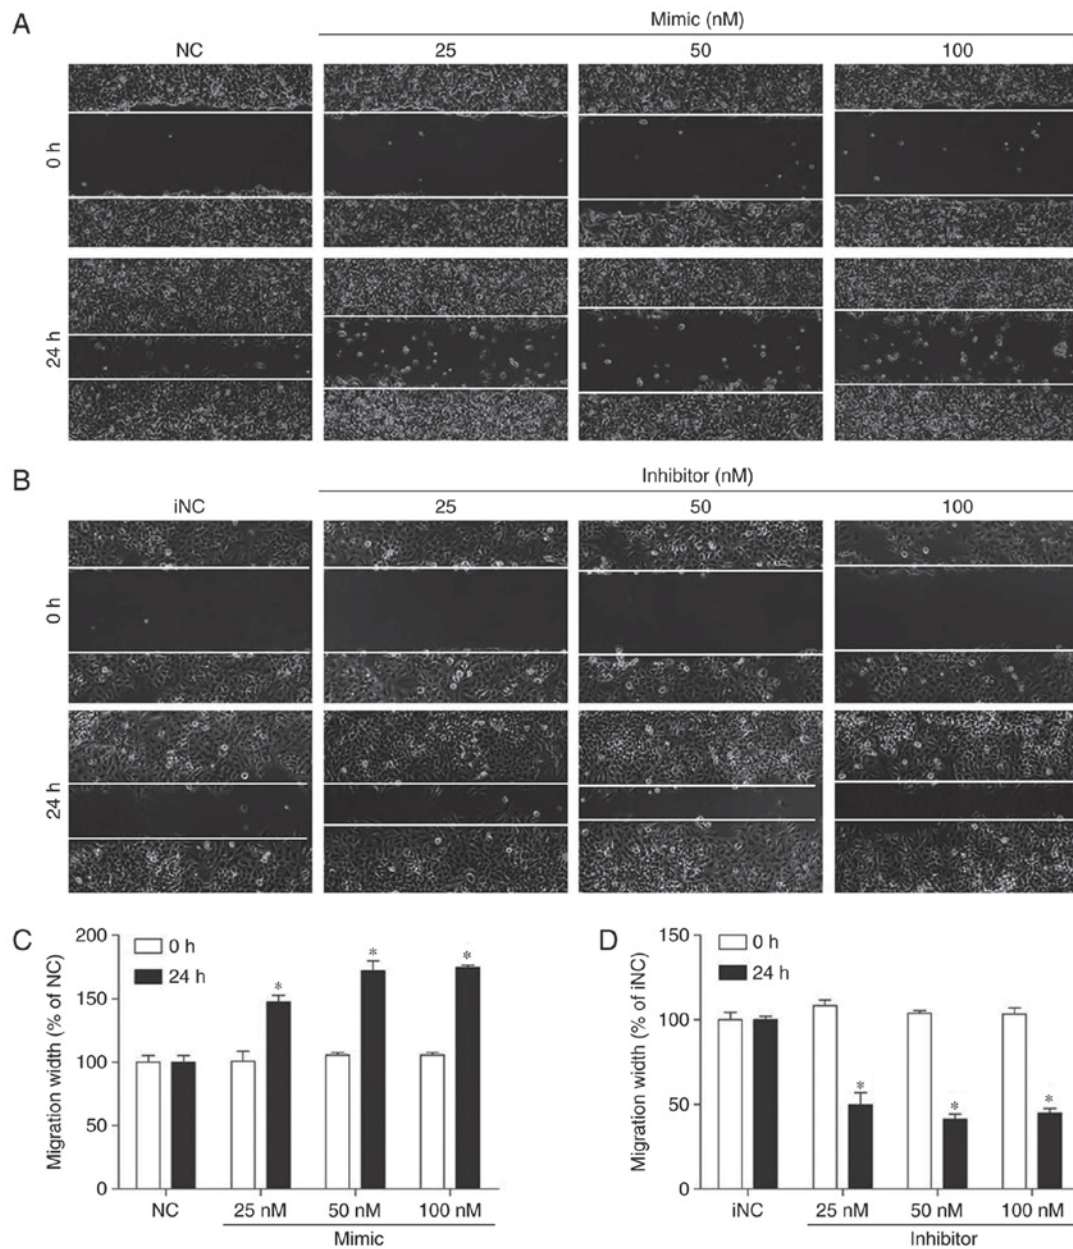 A
Mimic (nM)
NC 25 50 100
0 h
24 h
B
Inhibitor (nM)
iNC 25 50 100
0 h
24 h
C
Migration width (% of NC)
200
150
100
50
0
0 h
24 h
*
*
*
NC 25 nM 50 nM 100 nM
Mimic
D
Migration width (% of iNC)
150
100
50
0
0 h
24 h
*
*
*
iNC 25 nM 50 nM 100 nM
Inhibitor